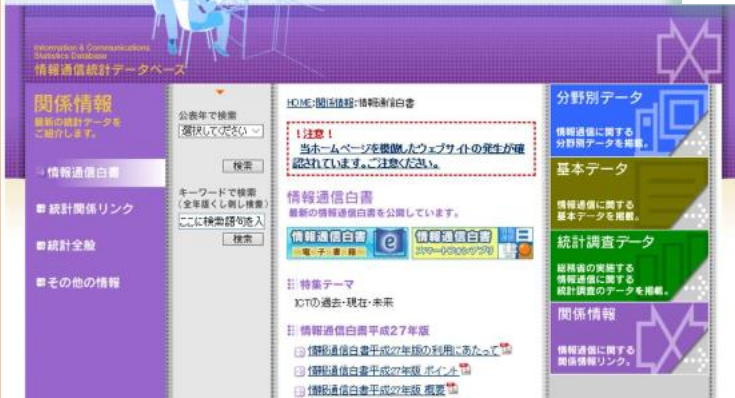 Information & Communications
Statistics Database
情報通信統計データベース
関係情報
最新の統計データを
ご紹介します。
情報通信白書
統計関係リンク
統計全般
その他の情報
公表年で検索
選択してください
検索
キーワードで検索
(全年版くし刺し検索)
ここに検索語句を入
検索
HOME:関係情報:情報通信白書
!注意!
当ホームページを模倣したウェブサイトの発生が確
認されています。ご注意ください。
情報通信白書
最新の情報通信白書を公開しています。
情報通信白書
電・子・書・籍
e
情報通信白書
スマートフォン・アプリ
特集テーマ
ICTの過去・現在・未来
情報通信白書平成27年版
情報通信白書平成27年版の利用にあたって
情報通信白書平成27年版 ポイント
情報通信白書平成27年版 概要
分野別データ
情報通信に関する
分野別データを掲載。
基本データ
情報通信に関する
基本データを掲載。
統計調査データ
総務省の実施する
情報通信に関する
統計調査のデータを掲載。
関係情報
情報通信に関する
関係情報リンク。